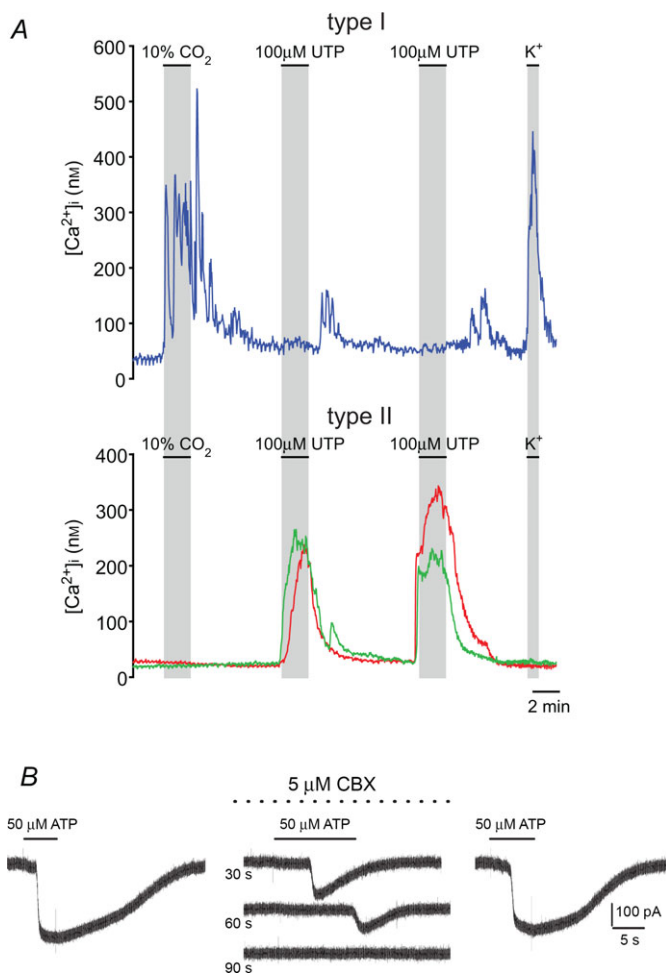 A
type I
10% CO₂ 100μM UTP 100μM UTP K⁺
[Ca²⁺]i (nM)
600
500
400
300
200
100
0
type II
10% CO₂ 100μM UTP 100μM UTP K⁺
[Ca²⁺]i (nM)
400
300
200
100
0
2 min
B
5 μM CBX
50 μM ATP 50 μM ATP 50 μM ATP
30 s
60 s
90 s
100 pA
5 s